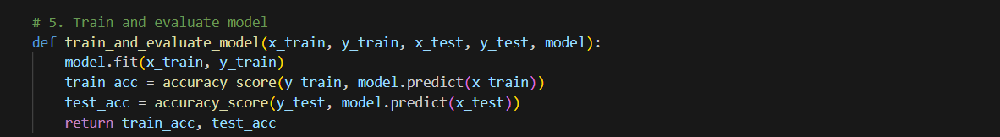 # 5. Train and evaluate model
def train_and_evaluate_model(x_train, y_train, x_test, y_test, model):
    model.fit(x_train, y_train)
    train_acc = accuracy_score(y_train, model.predict(x_train))
    test_acc = accuracy_score(y_test, model.predict(x_test))
    return train_acc, test_acc